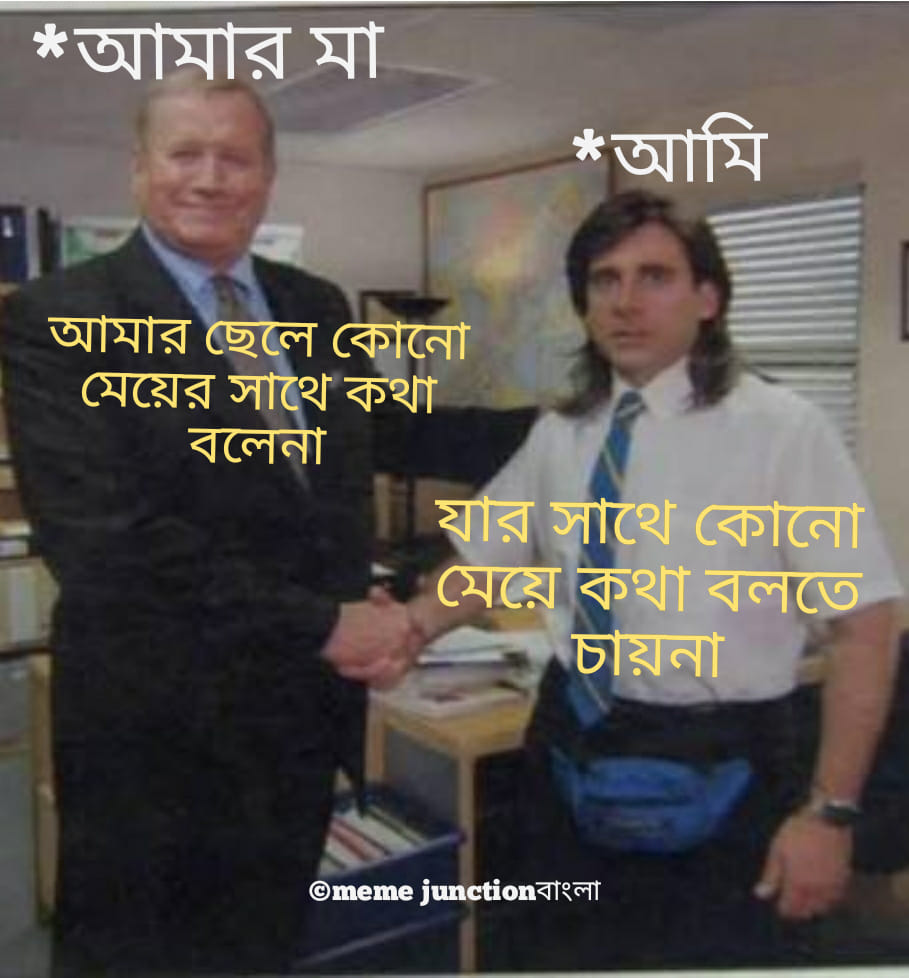 *আমার মা
*আমি
আমার ছেলে কোনো
মেয়ের সাথে কথা
বলেনা
যার সাথে কোনো
মেয়ে কথা বলতে
চায়না
©meme junctionবাংলা